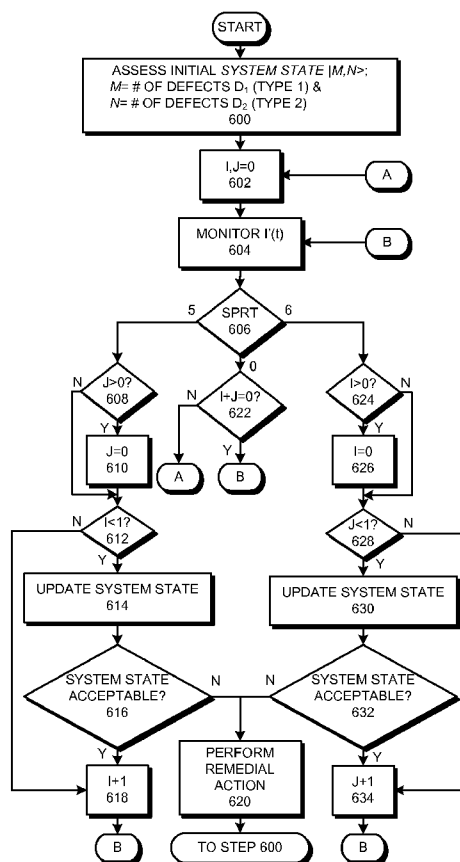 START
ASSESS INITIAL SYSTEM STATE |M,N>;
M= # OF DEFECTS D₁ (TYPE 1) &
N= # OF DEFECTS D₂ (TYPE 2)
600
I,J=0
602
A
MONITOR I'(t)
604
B
SPRT
606
5
6
0
J>0?
608
N
Y
I+J=0?
622
N
Y
I>0?
624
N
Y
J=0
610
A
B
I=0
626
I<1?
612
N
Y
J<1?
628
N
Y
UPDATE SYSTEM STATE
614
UPDATE SYSTEM STATE
630
SYSTEM STATE
ACCEPTABLE?
616
N
Y
SYSTEM STATE
ACCEPTABLE?
632
N
Y
I+1
618
PERFORM
REMEDIAL
ACTION
620
J+1
634
B
TO STEP 600
B